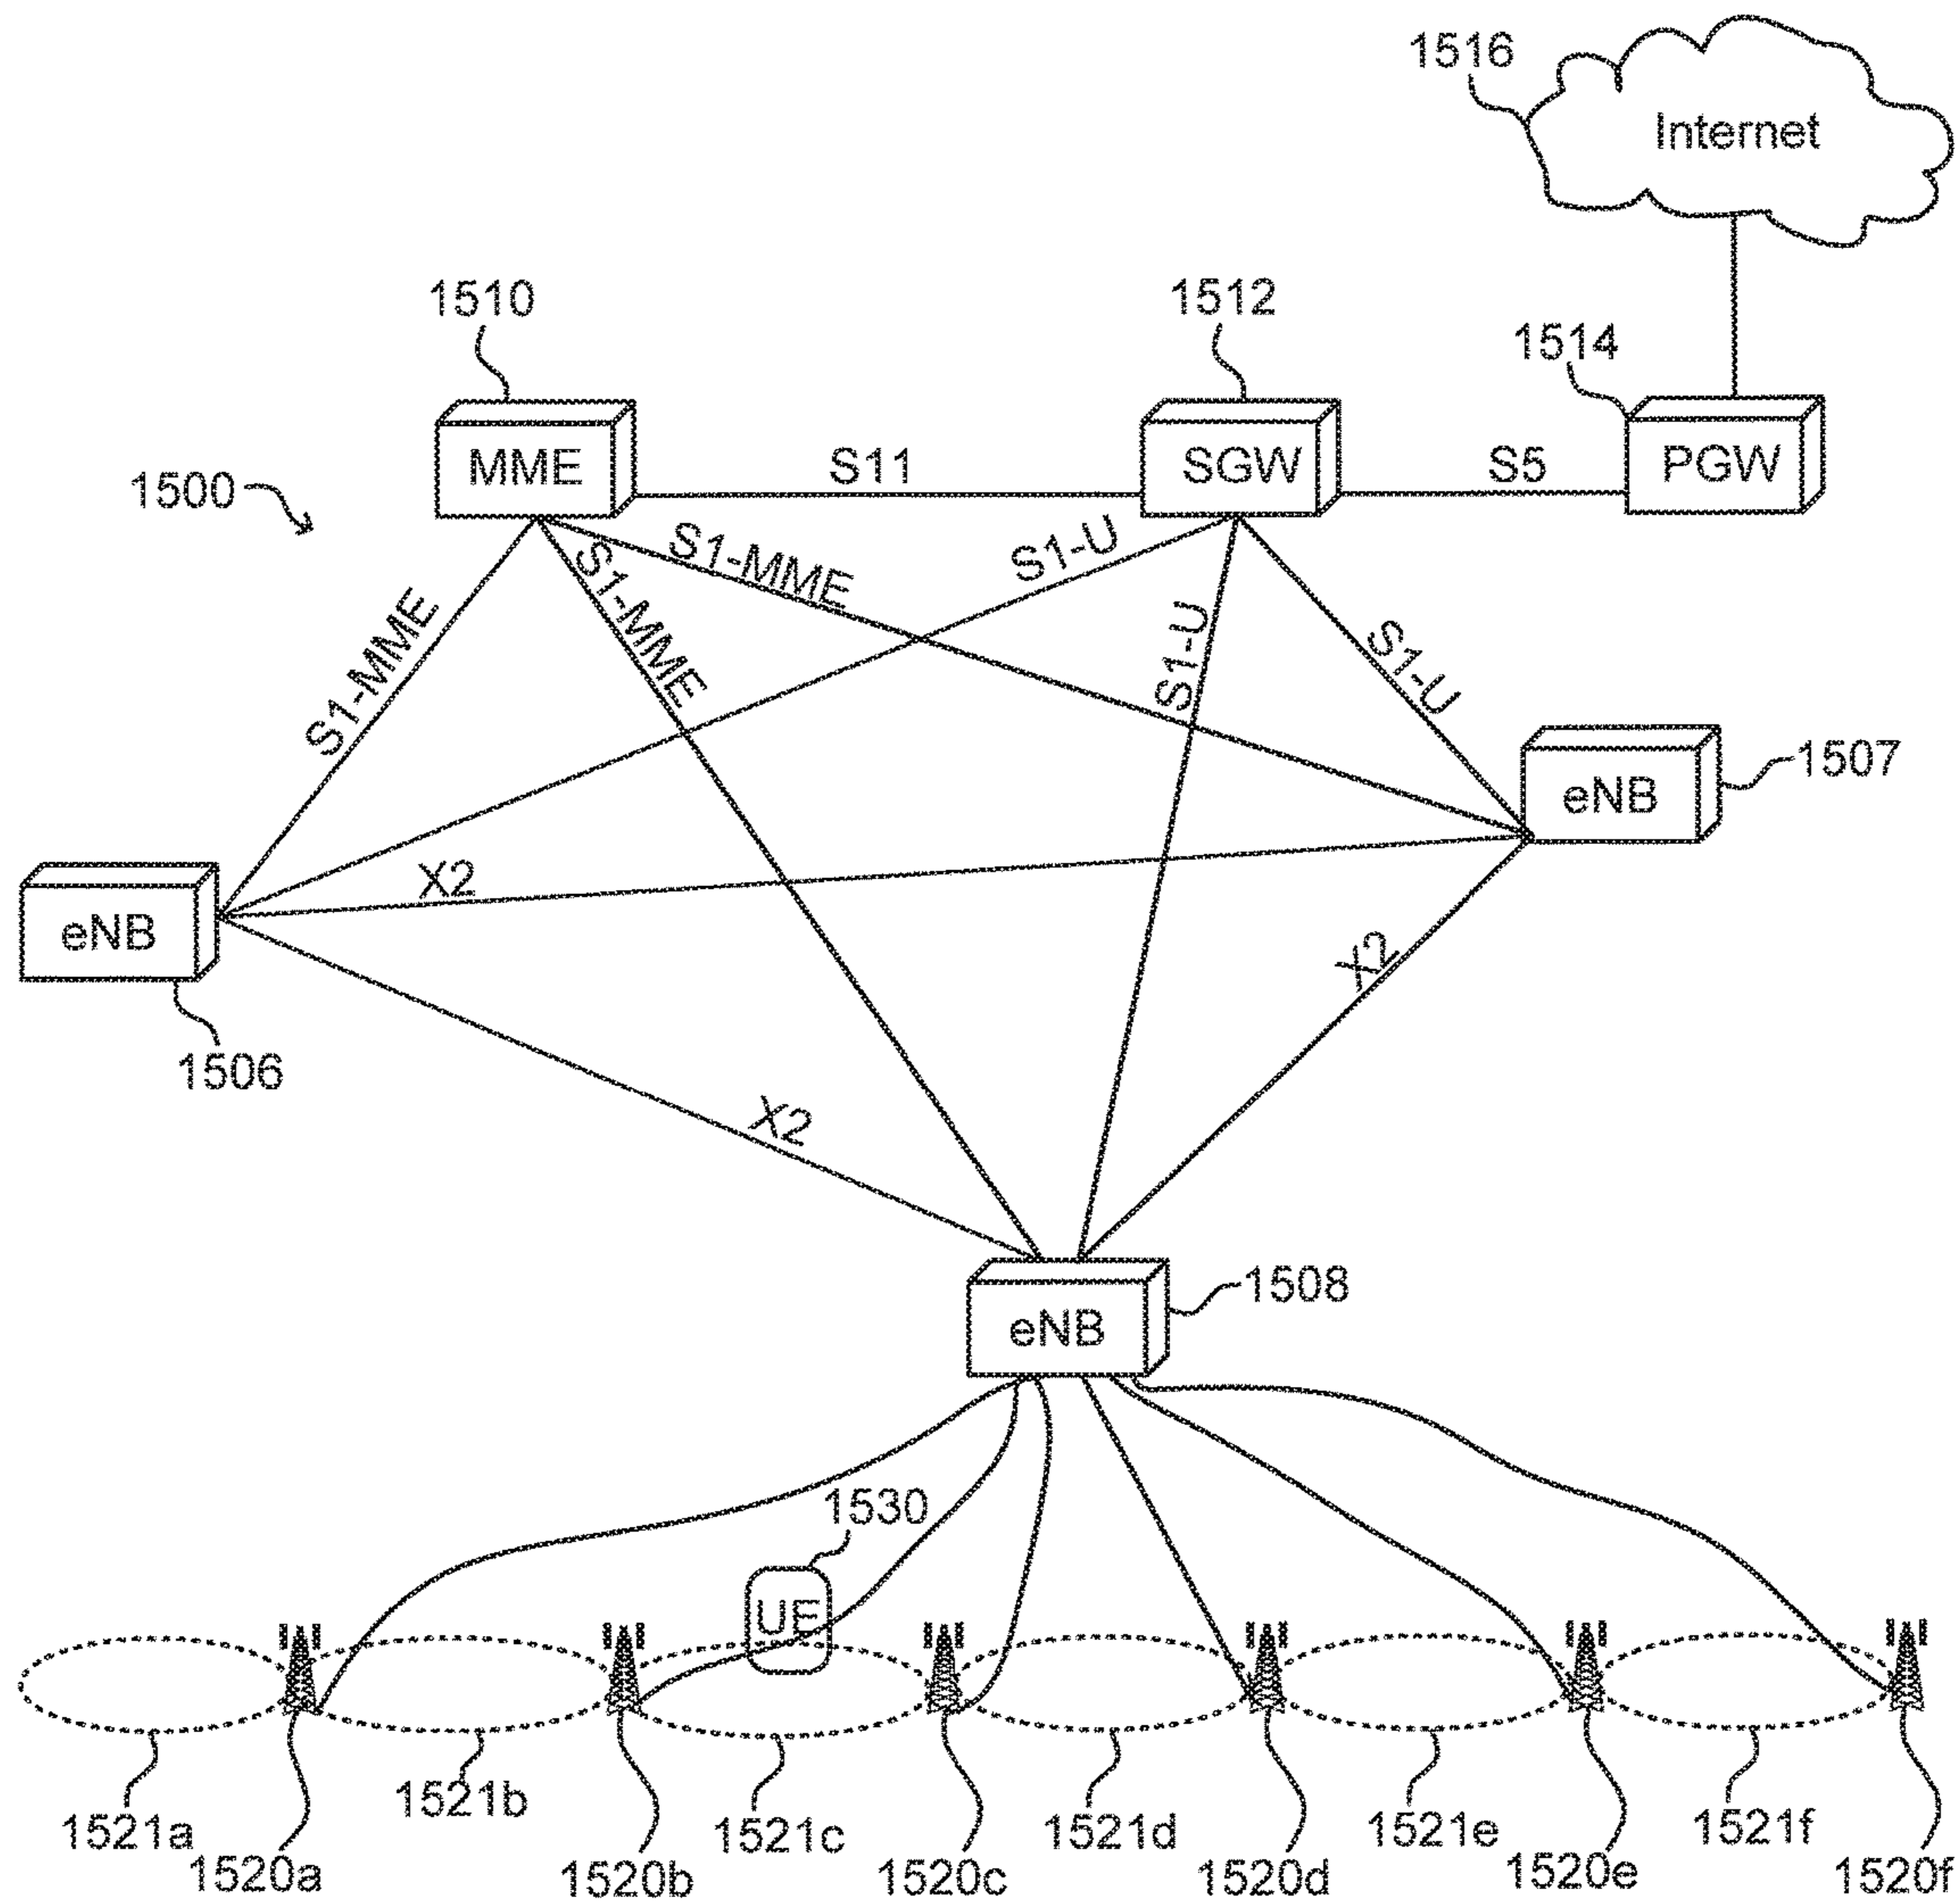 1516
Internet
1510
1512
1514
MME
S11
SGW
S5
PGW
1500
S1-MME
S1-MME
S1-MME
S1-U
S1-U
S1-U
eNB
1507
X2
eNB
1506
X2
X2
eNB
1508
1530
UE
1521a
1520a
1521b
1520b
1521c
1520c
1521d
1520d
1521e
1520e
1521f
1520f